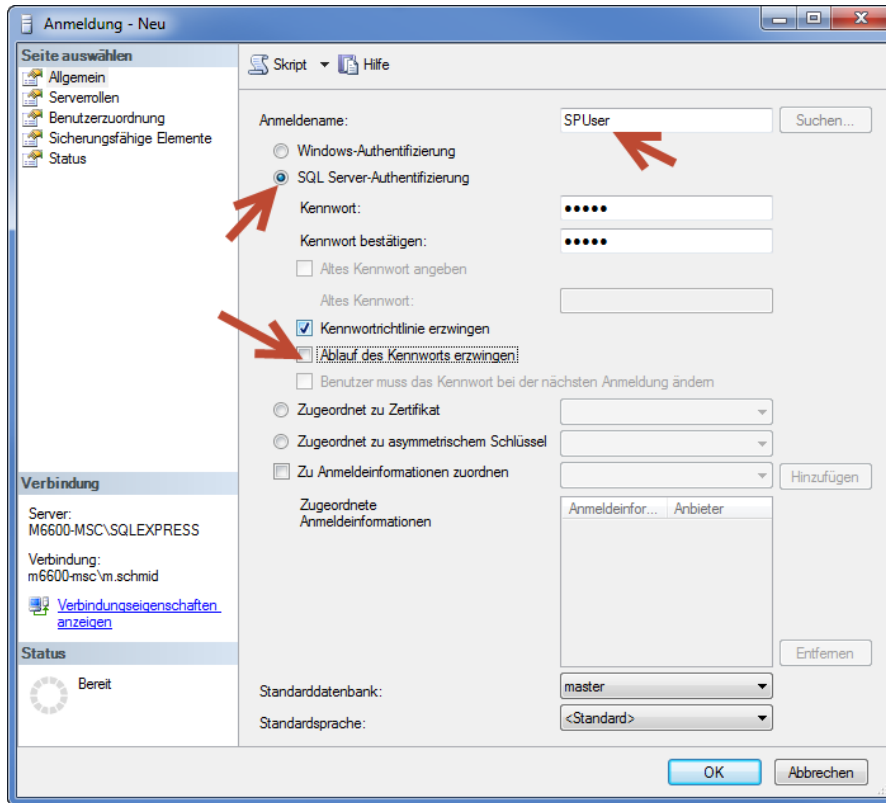 Anmeldung - Neu
Seite auswählen
Allgemein
Serverrollen
Benutzerzuordnung
Sicherungsfähige Elemente
Status
Skript
Hilfe
Anmeldename:
SPUser
Suchen...
Windows-Authentifizierung
SQL Server-Authentifizierung
Kennwort:
●●●●●
Kennwort bestätigen:
●●●●●
Altes Kennwort angeben
Altes Kennwort:
Kennwortrichtlinie erzwingen
Ablauf des Kennworts erzwingen
Benutzer muss das Kennwort bei der nächsten Anmeldung ändern
Zugeordnet zu Zertifikat
Zugeordnet zu asymmetrischem Schlüssel
Zu Anmeldeinformationen zuordnen
Hinzufügen
Zugeordnete
Anmeldeinformationen
Anmeldeinfor... Anbieter
Entfernen
Standarddatenbank:
master
Standardsprache:
<Standard>
Verbindung
Server:
M6600-MSC\SQLEXPRESS
Verbindung:
m6600-msc\m.schmid
Verbindungseigenschaften
anzeigen
Status
Bereit
OK
Abbrechen